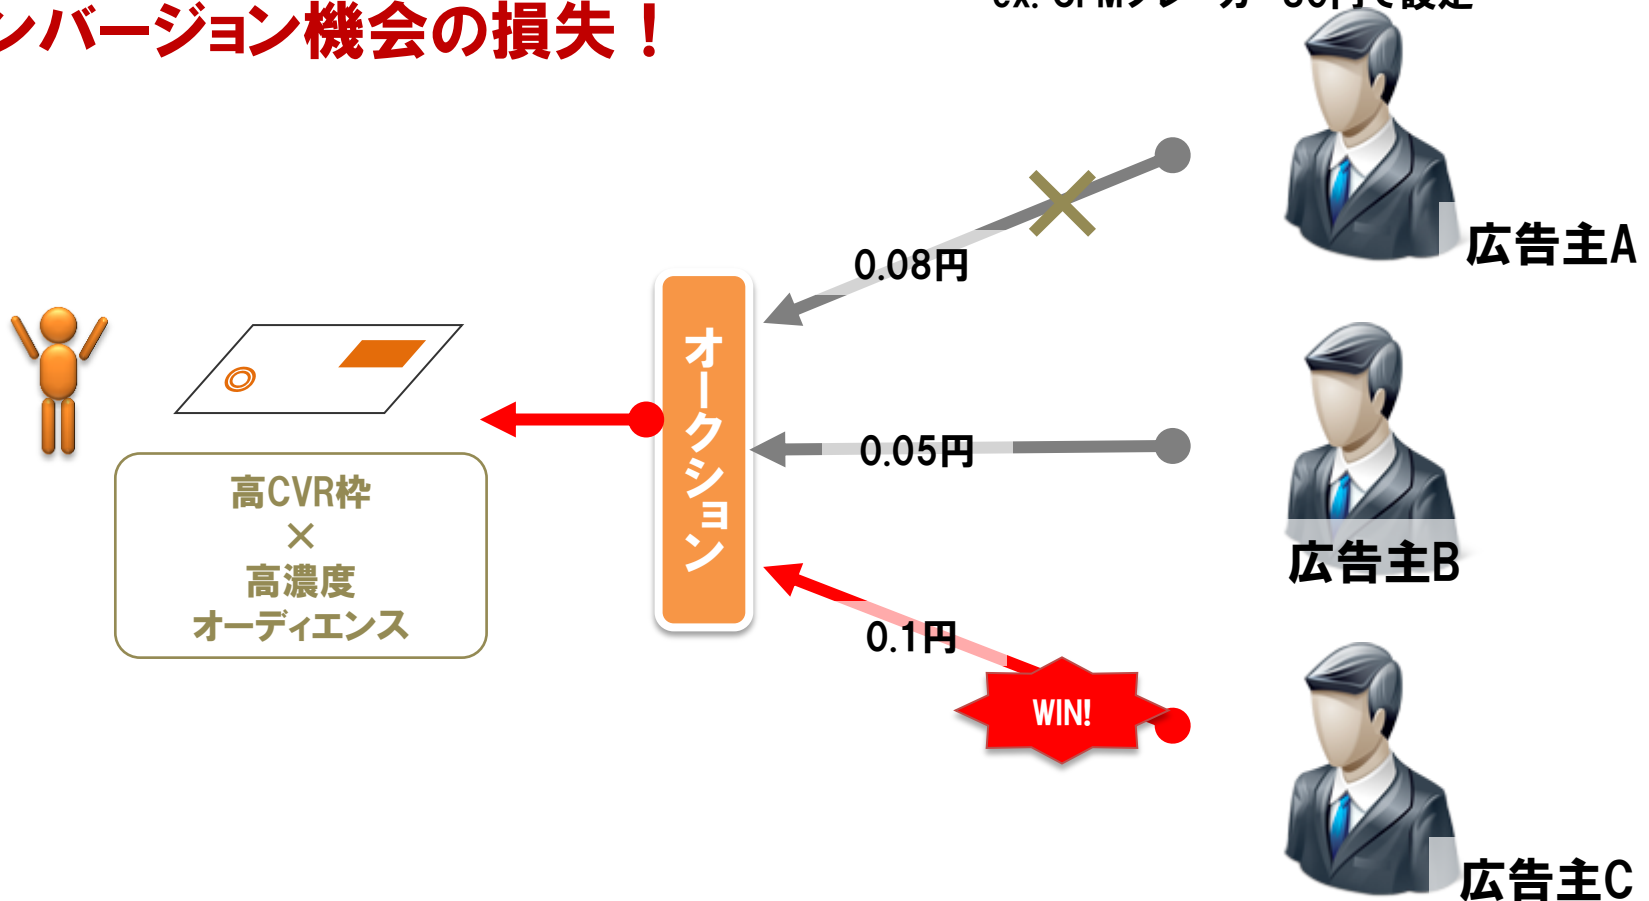 ンバージョン機会の損失！
広告主A
0.08円
オークション
0.05円
高CVR枠
×
高濃度
オーディエンス
広告主B
0.1円
WIN!
広告主C